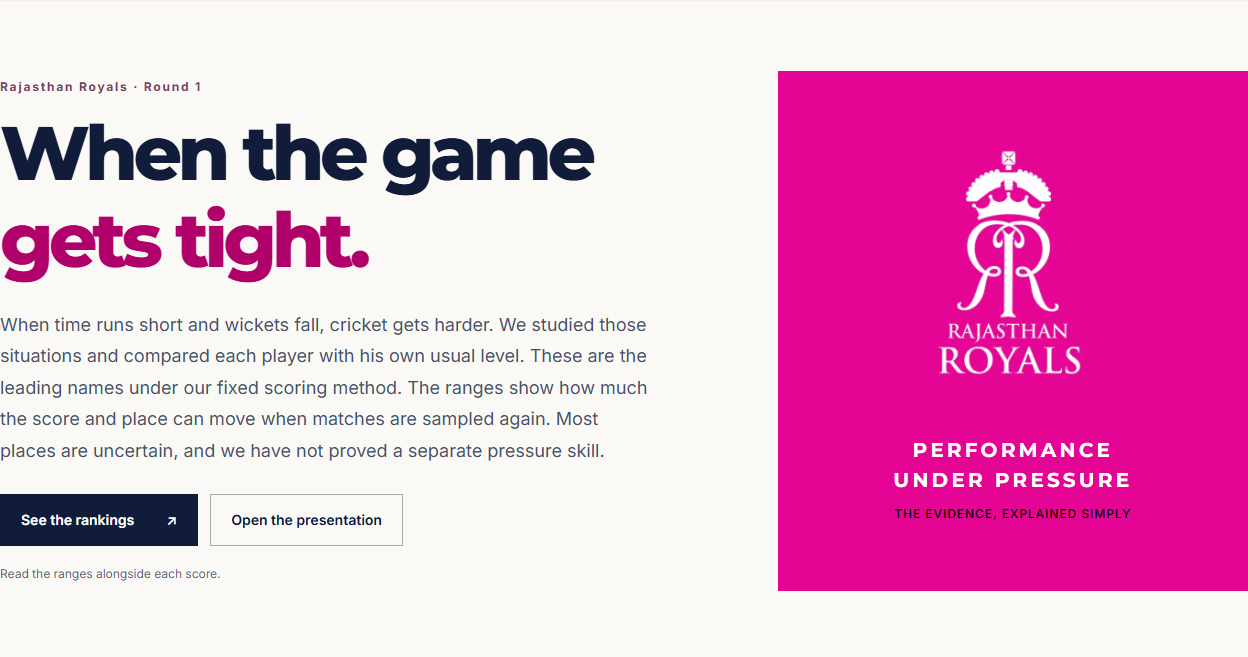 Rajasthan Royals · Round 1
When the game
gets tight.
When time runs short and wickets fall, cricket gets harder. We studied those
situations and compared each player with his own usual level. These are the
leading names under our fixed scoring method. The ranges show how much
the score and place can move when matches are sampled again. Most
places are uncertain, and we have not proved a separate pressure skill.
See the rankings ↗
Open the presentation
Read the ranges alongside each score.
RAJASTHAN
ROYALS
PERFORMANCE
UNDER PRESSURE
THE EVIDENCE, EXPLAINED SIMPLY